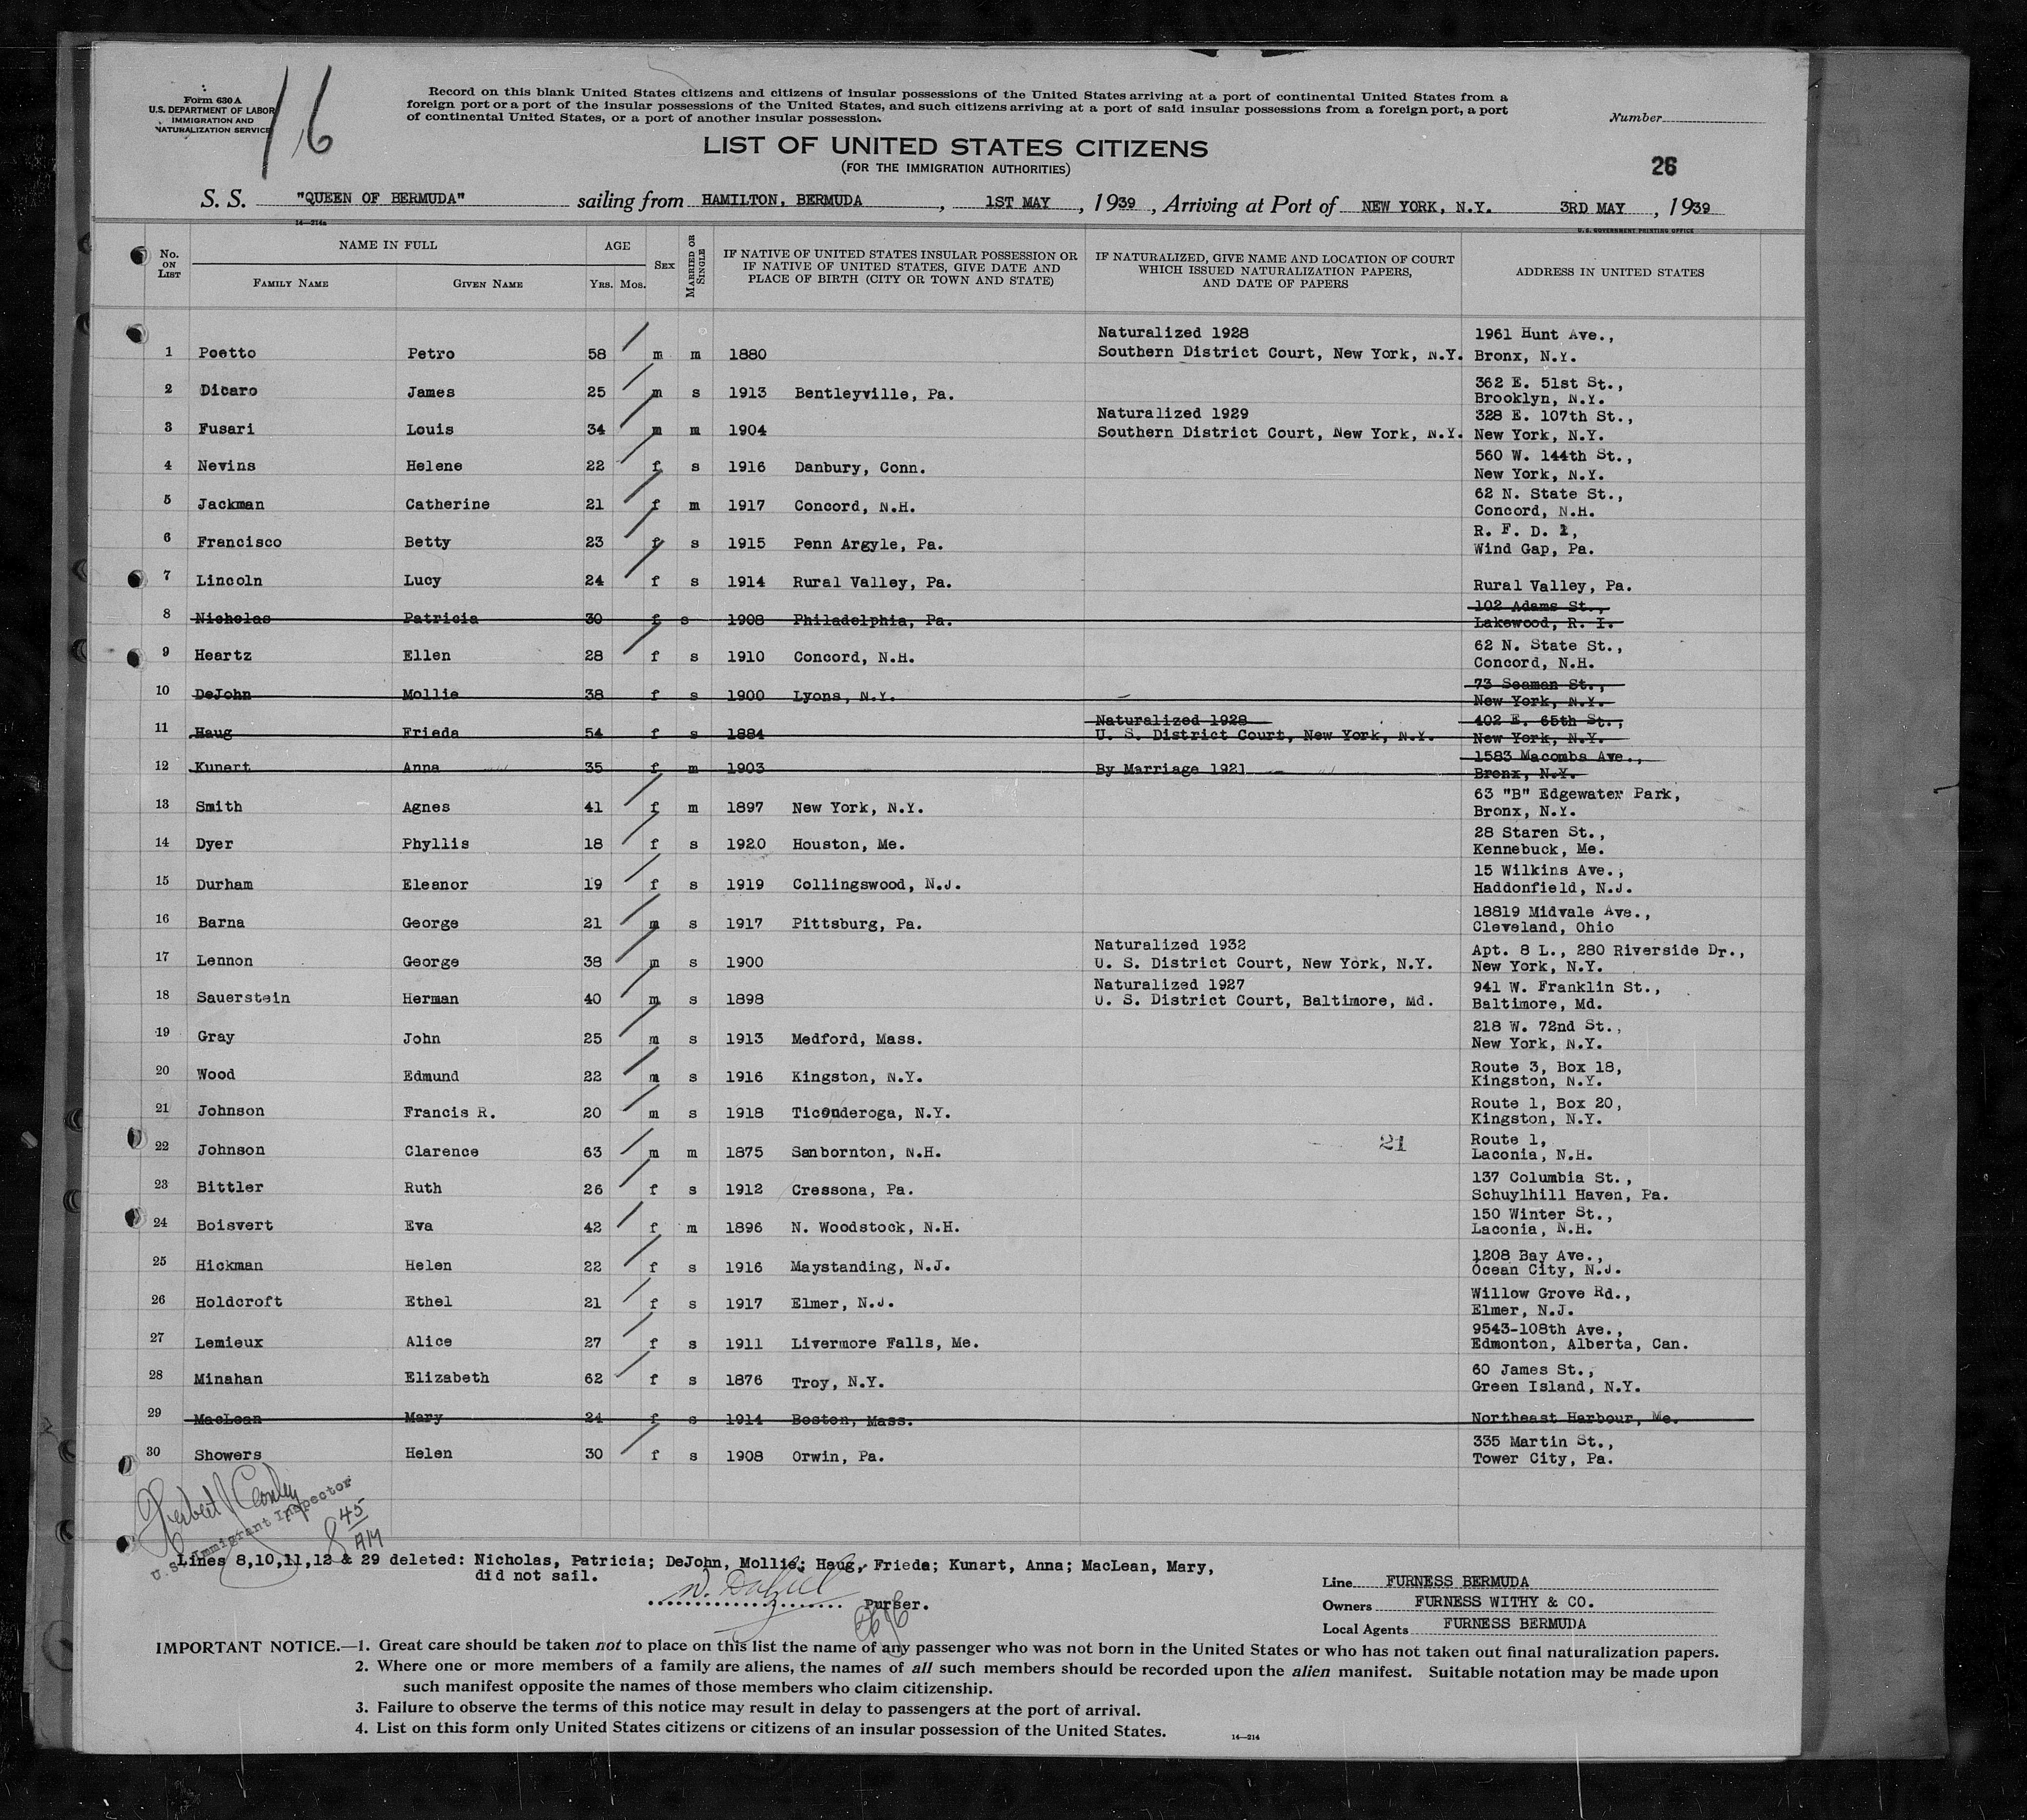 Form 630 A
U.S. DEPARTMENT OF LABOR
IMMIGRATION AND
NATURALIZATION SERVICE
16
Record on this blank United States citizens and citizens of insular possessions of the United States arriving at a port of continental United States from a
foreign port or a port of the insular possessions of the United States, and such citizens arriving at a port of said insular possessions from a foreign port, a port
of continental United States, or a port of another insular possession.
Number
LIST OF UNITED STATES CITIZENS
(FOR THE IMMIGRATION AUTHORITIES)
26
S. S. "QUEEN OF BERMUDA" sailing from HAMILTON, BERMUDA, 1ST MAY, 1939, Arriving at Port of NEW YORK, N.Y. 3RD MAY, 1939
14—214a
U.S. GOVERNMENT PRINTING OFFICE
No. ON LIST NAME IN FULL FAMILY NAME GIVEN NAME AGE YRS. MOS. SEX MARRIED OR SINGLE IF NATIVE OF UNITED STATES INSULAR POSSESSION OR IF NATIVE OF UNITED STATES, GIVE DATE AND PLACE OF BIRTH (CITY OR TOWN AND STATE) IF NATURALIZED, GIVE NAME AND LOCATION OF COURT WHICH ISSUED NATURALIZATION PAPERS, AND DATE OF PAPERS ADDRESS IN UNITED STATES
Naturalized 1928 1961 Hunt Ave.,
1 Poetto Petro 58 m m 1880 Southern District Court, New York, N.Y. Bronx, N.Y.
362 E. 51st St.,
2 Dicaro James 25 m s 1913 Bentleyville, Pa. Brooklyn, N.Y.
Naturalized 1929 328 E. 107th St.,
3 Fusari Louis 34 m m 1904 Southern District Court, New York, N.Y. New York, N.Y.
560 W. 144th St.,
4 Nevins Helene 22 f s 1916 Danbury, Conn. New York, N.Y.
62 N. State St.,
5 Jackman Catherine 21 f m 1917 Concord, N.H. Concord, N.H.
R. F. D. 1,
6 Francisco Betty 23 f s 1915 Penn Argyle, Pa. Wind Gap, Pa.
7 Lincoln Lucy 24 f s 1914 Rural Valley, Pa. Rural Valley, Pa.
102 Adams St.,
8 Nicholas Patricia 30 f s 1908 Philadelphia, Pa. Lakewood, R. I.
62 N. State St.,
9 Heartz Ellen 28 f s 1910 Concord, N.H. Concord, N.H.
73 Seaman St.,
10 DeJohn Mollie 38 f s 1900 Lyons, N.Y. New York, N.Y.
Naturalized 1928 402 E. 65th St.,
11 Haug Frieda 54 f s 1884 U. S. District Court, New York, N.Y. New York, N.Y.
1583 Macombs Ave.,
12 Kunart Anna 35 f m 1903 By Marriage 1921 Bronx, N.Y.
63 "B" Edgewater Park,
13 Smith Agnes 41 f m 1897 New York, N.Y. Bronx, N.Y.
28 Staren St.,
14 Dyer Phyllis 18 f s 1920 Houston, Me. Kennebuck, Me.
15 Wilkins Ave.,
15 Durham Eleanor 19 f s 1919 Collingswood, N.J. Haddonfield, N.J.
18819 Midvale Ave.,
16 Barna George 21 m s 1917 Pittsburg, Pa. Cleveland, Ohio
Naturalized 1932 Apt. 8 L., 280 Riverside Dr.,
17 Lennon George 38 m s 1900 U. S. District Court, New York, N.Y. New York, N.Y.
Naturalized 1927 941 W. Franklin St.,
18 Sauerstein Herman 40 m s 1898 U. S. District Court, Baltimore, Md. Baltimore, Md.
218 W. 72nd St.,
19 Gray John 25 m s 1913 Medford, Mass. New York, N.Y.
Route 3, Box 18,
20 Wood Edmund 22 m s 1916 Kingston, N.Y. Kingston, N.Y.
Route 1, Box 20,
21 Johnson Francis R. 20 m s 1918 Ticonderoga, N.Y. Kingston, N.Y.
21 Route 1,
22 Johnson Clarence 63 m m 1875 Sanbornton, N.H. Laconia, N.H.
137 Columbia St.,
23 Bittler Ruth 26 f s 1912 Cressona, Pa. Schuylhill Haven, Pa.
150 Winter St.,
24 Boisvert Eva 42 f m 1896 N. Woodstock, N.H. Laconia, N.H.
1208 Bay Ave.,
25 Hickman Helen 22 f s 1916 Maystanding, N.J. Ocean City, N.J.
Willow Grove Rd.,
26 Holdcroft Ethel 21 f s 1917 Elmer, N.J. Elmer, N.J.
9543-108th Ave.,
27 Lemieux Alice 27 f s 1911 Livermore Falls, Me. Edmonton, Alberta, Can.
60 James St.,
28 Minahan Elizabeth 62 f s 1876 Troy, N.Y. Green Island, N.Y.
29 MacLean Mary 24 f s 1914 Boston, Mass. Northeast Harbour, Me.
335 Martin St.,
30 Showers Helen 30 f s 1908 Orwin, Pa. Tower City, Pa.
Herbert J Conley
U.S. Immigrant Inspector
8 45 AM
Lines 8,10,11,12 & 29 deleted: Nicholas, Patricia; DeJohn, Mollie; Haug, Frieda; Kunart, Anna; MacLean, Mary,
did not sail.
Purser.
Line FURNESS BERMUDA
Owners FURNESS WITHY & CO.
Local Agents FURNESS BERMUDA
IMPORTANT NOTICE.—1. Great care should be taken not to place on this list the name of any passenger who was not born in the United States or who has not taken out final naturalization papers.
2. Where one or more members of a family are aliens, the names of all such members should be recorded upon the alien manifest. Suitable notation may be made upon
such manifest opposite the names of those members who claim citizenship.
3. Failure to observe the terms of this notice may result in delay to passengers at the port of arrival.
4. List on this form only United States citizens or citizens of an insular possession of the United States.
14—214